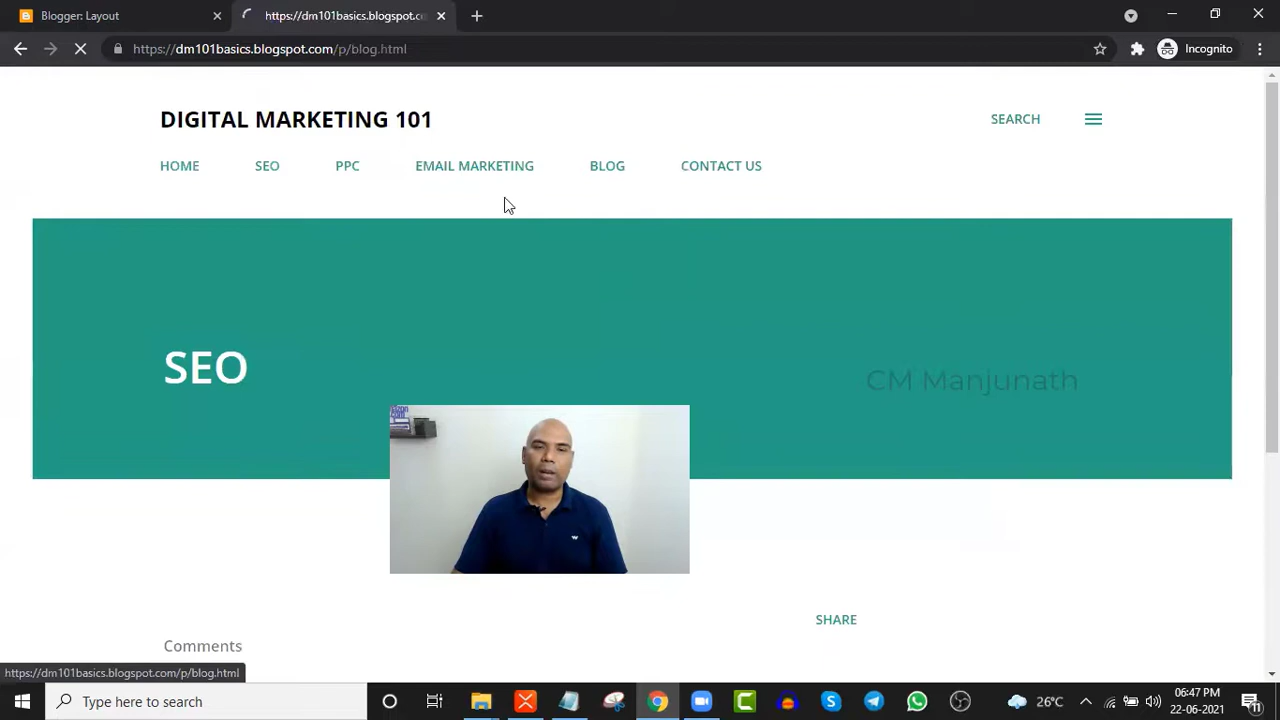 Blogger: Layout
https://dm101basics.blogspot.c
https://dm101basics.blogspot.com/p/blog.html
Incognito
DIGITAL MARKETING 101
SEARCH
HOME SEO PPC EMAIL MARKETING BLOG CONTACT US
SEO
CM Manjunath
SHARE
Comments
https://dm101basics.blogspot.com/p/blog.html
Type here to search
26°C
06:47 PM
22-06-2021